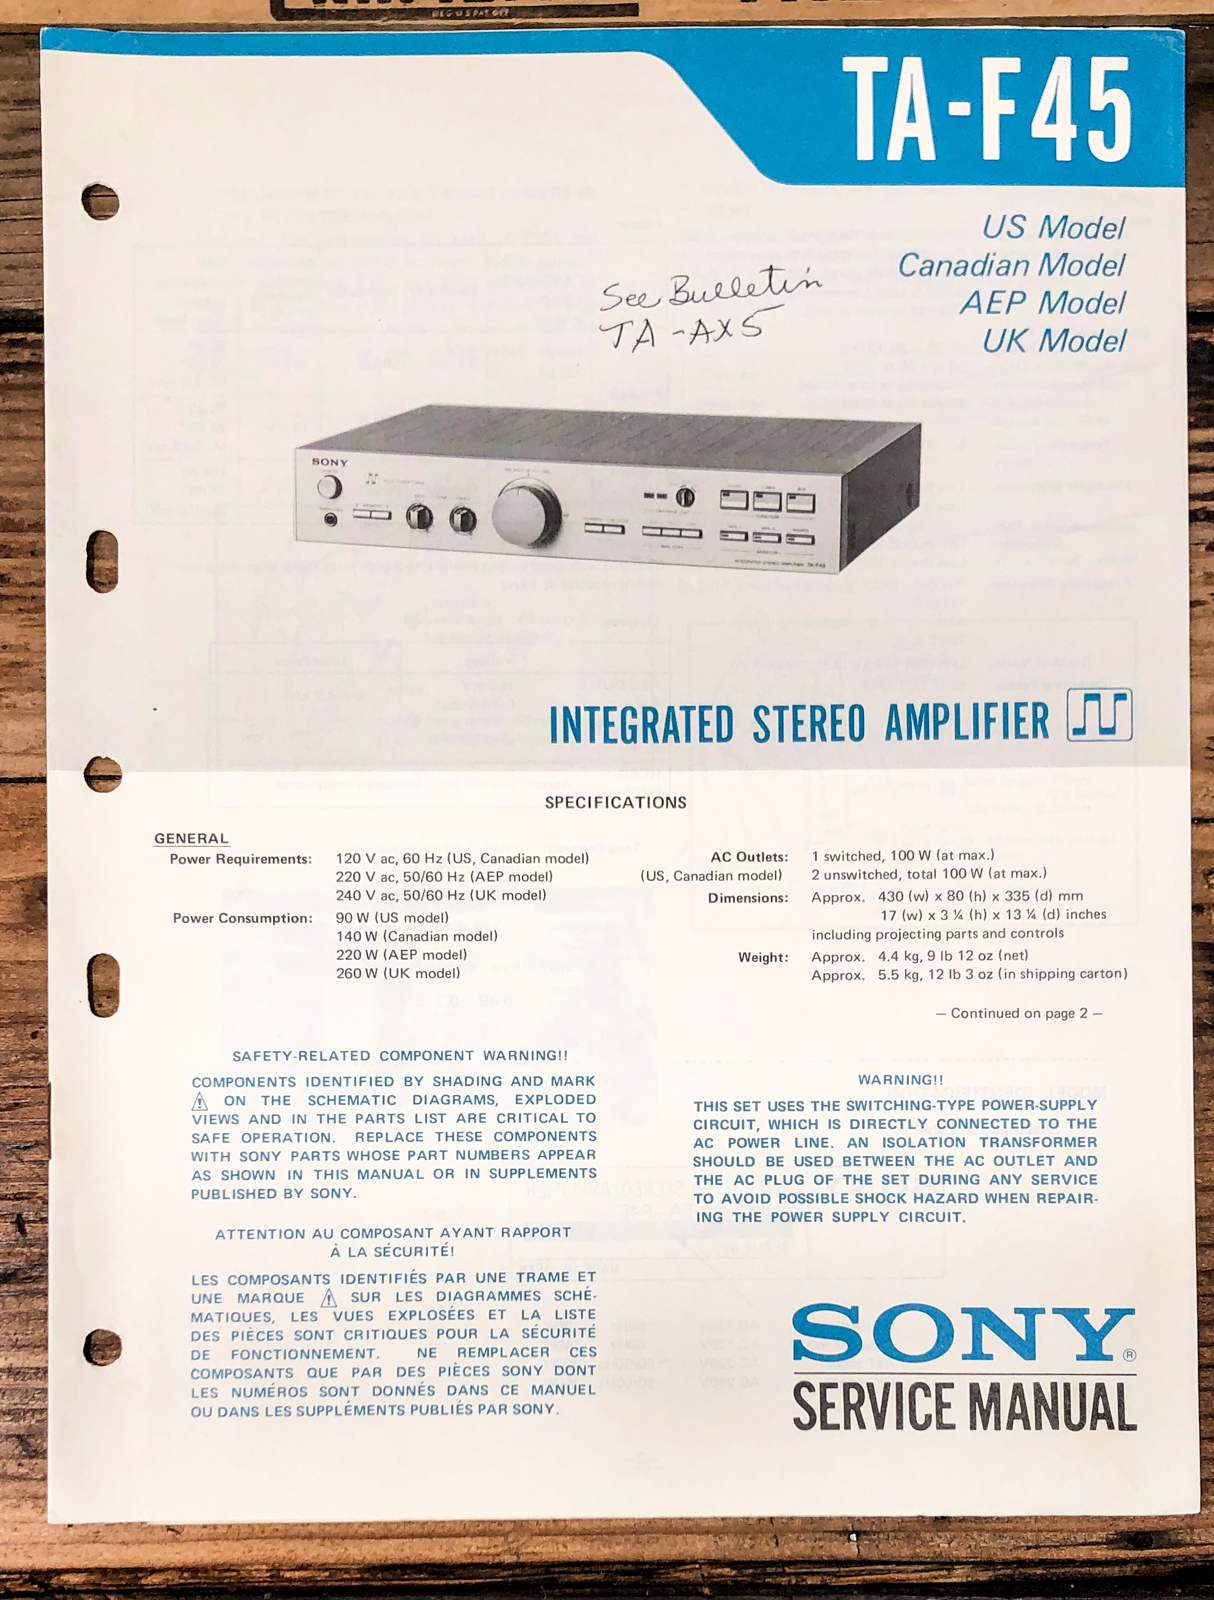 TA-F45
US Model
Canadian Model
AEP Model
UK Model
See Bulletin
TA-AX5
SONY
INTEGRATED STEREO AMPLIFIER TA-F45
INTEGRATED STEREO AMPLIFIER
SPECIFICATIONS
GENERAL
Power Requirements: 120 V ac, 60 Hz (US, Canadian model)
220 V ac, 50/60 Hz (AEP model)
240 V ac, 50/60 Hz (UK model)
Power Consumption: 90 W (US model)
140 W (Canadian model)
220 W (AEP model)
260 W (UK model)
AC Outlets: 1 switched, 100 W (at max.)
(US, Canadian model) 2 unswitched, total 100 W (at max.)
Dimensions: Approx. 430 (w) x 80 (h) x 335 (d) mm
17 (w) x 3 ¼ (h) x 13 ¼ (d) inches
including projecting parts and controls
Weight: Approx. 4.4 kg, 9 lb 12 oz (net)
Approx. 5.5 kg, 12 lb 3 oz (in shipping carton)
— Continued on page 2 —
SAFETY-RELATED COMPONENT WARNING!!
COMPONENTS IDENTIFIED BY SHADING AND MARK
⚠ ON THE SCHEMATIC DIAGRAMS, EXPLODED
VIEWS AND IN THE PARTS LIST ARE CRITICAL TO
SAFE OPERATION. REPLACE THESE COMPONENTS
WITH SONY PARTS WHOSE PART NUMBERS APPEAR
AS SHOWN IN THIS MANUAL OR IN SUPPLEMENTS
PUBLISHED BY SONY.
ATTENTION AU COMPOSANT AYANT RAPPORT
À LA SÉCURITÉ!
LES COMPOSANTS IDENTIFIÉS PAR UNE TRAME ET
UNE MARQUE ⚠ SUR LES DIAGRAMMES SCHÉ-
MATIQUES, LES VUES EXPLOSÉES ET LA LISTE
DES PIÈCES SONT CRITIQUES POUR LA SÉCURITÉ
DE FONCTIONNEMENT. NE REMPLACER CES
COMPOSANTS QUE PAR DES PIÈCES SONY DONT
LES NUMÉROS SONT DONNÉS DANS CE MANUEL
OU DANS LES SUPPLÉMENTS PUBLIÉS PAR SONY.
WARNING!!
THIS SET USES THE SWITCHING-TYPE POWER-SUPPLY
CIRCUIT, WHICH IS DIRECTLY CONNECTED TO THE
AC POWER LINE. AN ISOLATION TRANSFORMER
SHOULD BE USED BETWEEN THE AC OUTLET AND
THE AC PLUG OF THE SET DURING ANY SERVICE
TO AVOID POSSIBLE SHOCK HAZARD WHEN REPAIR-
ING THE POWER SUPPLY CIRCUIT.
SONY®
SERVICE MANUAL